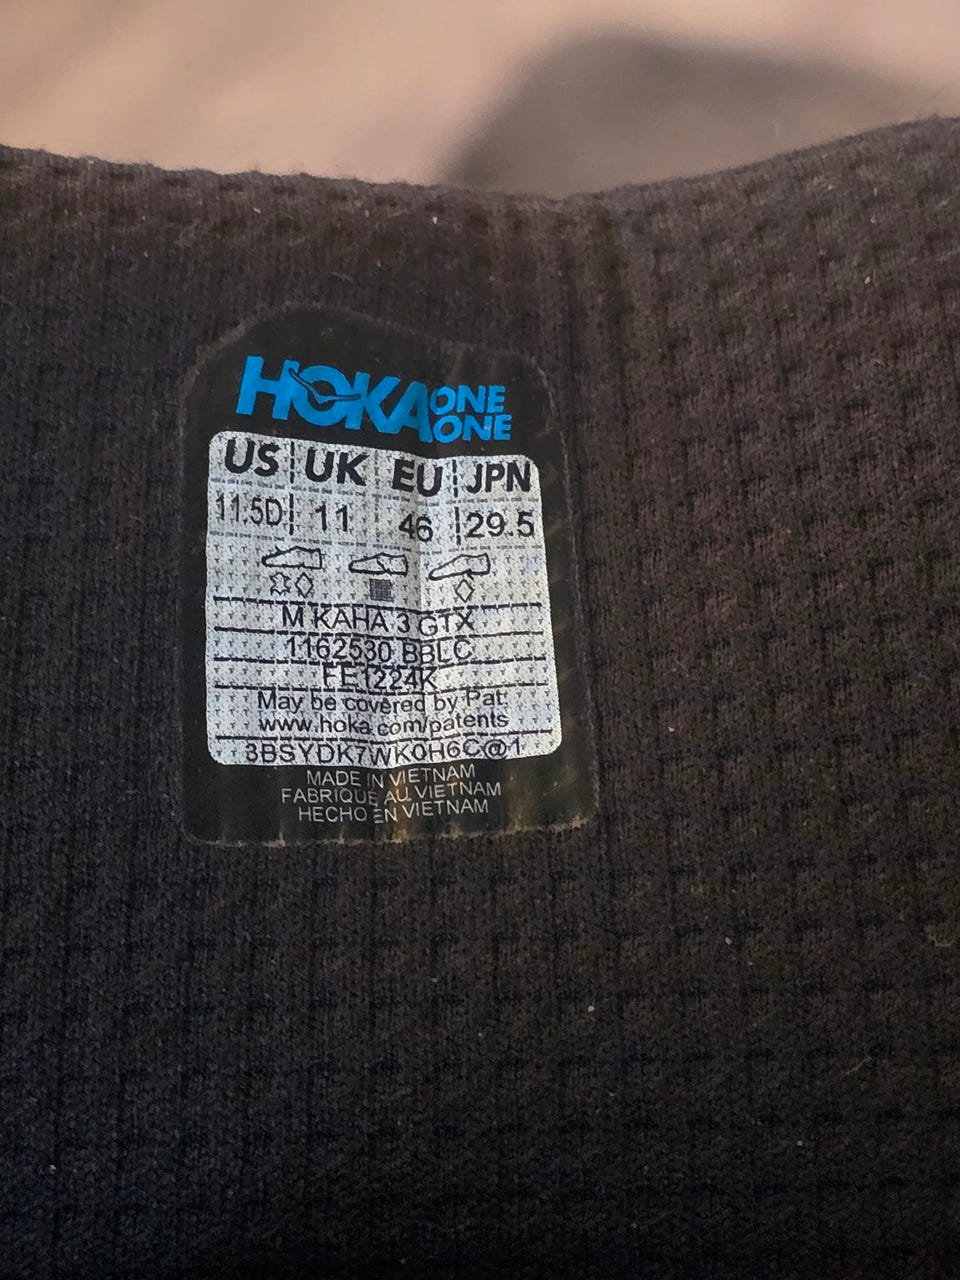 HOKA ONE ONE
US UK EU JPN
11.5D 11 46 29.5
M KAHA 3 GTX
1162530 BBLC
FE1224K
May be covered by Pat.
www.hoka.com/patents
3BSYDK7WK0H6C@1
MADE IN VIETNAM
FABRIQUE AU VIETNAM
HECHO EN VIETNAM